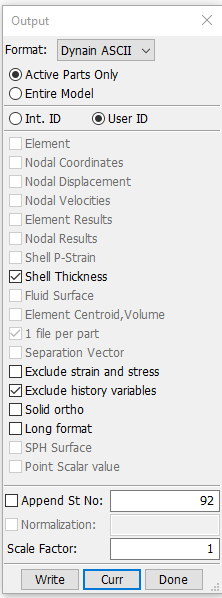 Output
Format: Dynain ASCII
Active Parts Only
Entire Model
Int. ID User ID
Element
Nodal Coordinates
Nodal Displacement
Nodal Velocities
Element Results
Nodal Results
Shell P-Strain
Shell Thickness
Fluid Surface
Element Centroid,Volume
1 file per part
Separation Vector
Exclude strain and stress
Exclude history variables
Solid ortho
Long format
SPH Surface
Point Scalar value
Append St No: 92
Normalization:
Scale Factor: 1
Write Curr Done